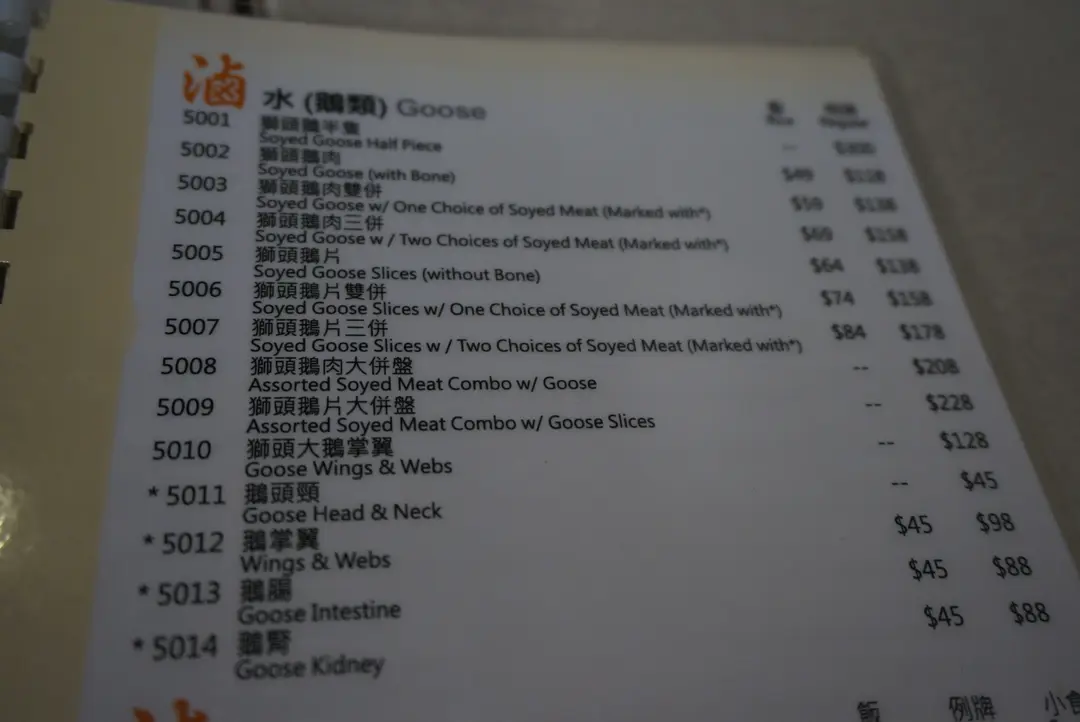 滷水 (鵝類) Goose
5001 獅頭鵝半隻 --
Soyed Goose Half Piece
5002 獅頭鵝肉
Soyed Goose (with Bone)
5003 獅頭鵝肉雙併 $59 $138
Soyed Goose w/ One Choice of Soyed Meat (Marked with*)
5004 獅頭鵝肉三併 $69 $158
Soyed Goose w / Two Choices of Soyed Meat (Marked with*)
5005 獅頭鵝片 $64 $138
Soyed Goose Slices (without Bone)
5006 獅頭鵝片雙併 $74 $158
Soyed Goose Slices w/ One Choice of Soyed Meat (Marked with*)
5007 獅頭鵝片三併 $84 $178
Soyed Goose Slices w / Two Choices of Soyed Meat (Marked with*)
5008 獅頭鵝肉大併盤 -- $208
Assorted Soyed Meat Combo w/ Goose
5009 獅頭鵝片大併盤 -- $228
Assorted Soyed Meat Combo w/ Goose Slices
5010 獅頭大鵝掌翼 -- $128
Goose Wings & Webs
* 5011 鵝頭頸 -- $45
Goose Head & Neck
* 5012 鵝掌翼 $45 $98
Wings & Webs
* 5013 鵝腸 $45 $88
Goose Intestine
* 5014 鵝腎 $45 $88
Goose Kidney
飯 例牌 小食